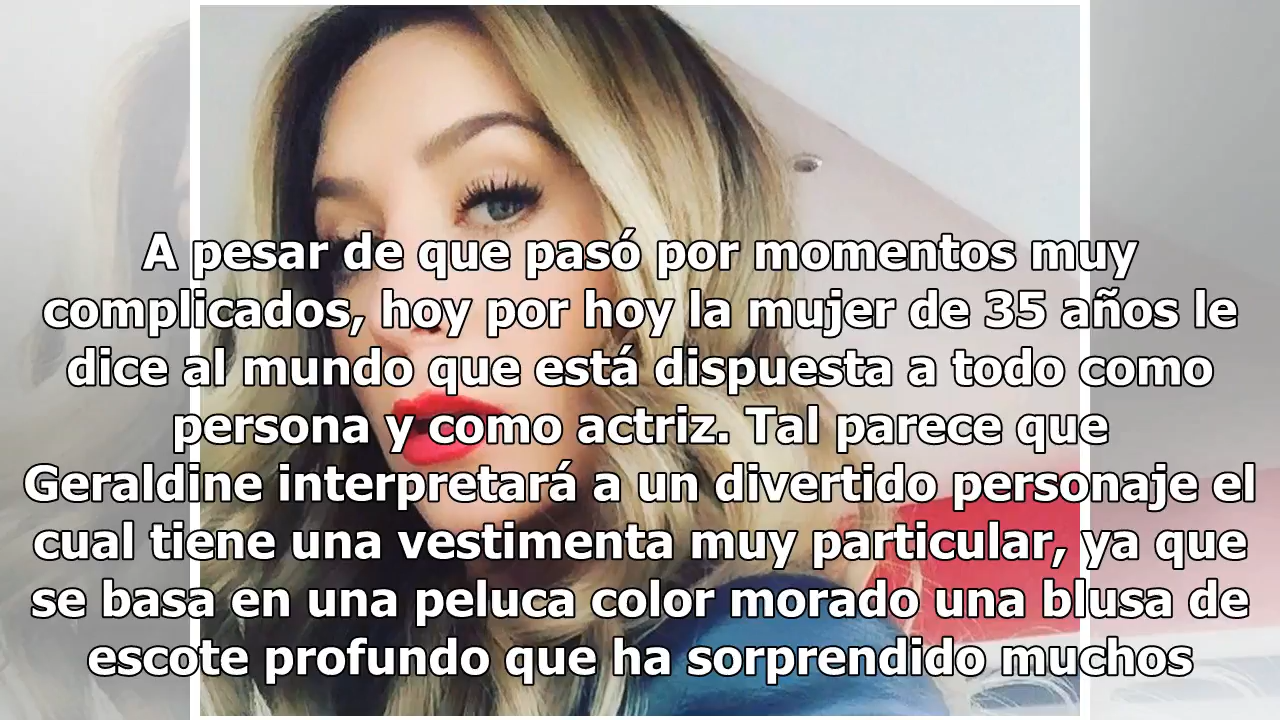 A pesar de que pasó por momentos muy
complicados, hoy por hoy la mujer de 35 años le
dice al mundo que está dispuesta a todo como
persona y como actriz. Tal parece que
Geraldine interpretará a un divertido personaje el
cual tiene una vestimenta muy particular, ya que
se basa en una peluca color morado una blusa de
escote profundo que ha sorprendido muchos